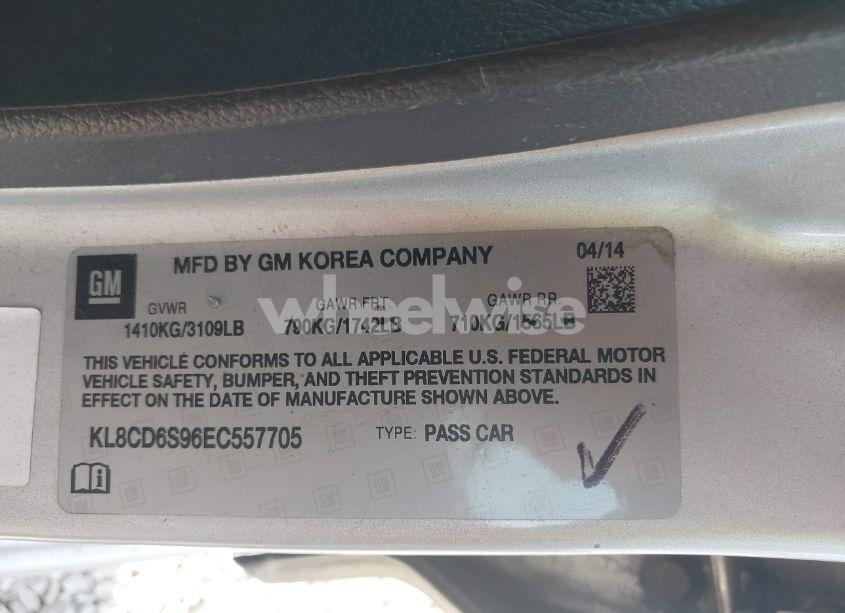 GM
MFD BY GM KOREA COMPANY
04/14
GVWR
GAWR FRT
GAWR RR
1410KG/3109LB
790KG/1742LB
710KG/1565LB
wheelwise
THIS VEHICLE CONFORMS TO ALL APPLICABLE U.S. FEDERAL MOTOR
VEHICLE SAFETY, BUMPER, AND THEFT PREVENTION STANDARDS IN
EFFECT ON THE DATE OF MANUFACTURE SHOWN ABOVE.
KL8CD6S96EC557705
TYPE: PASS CAR